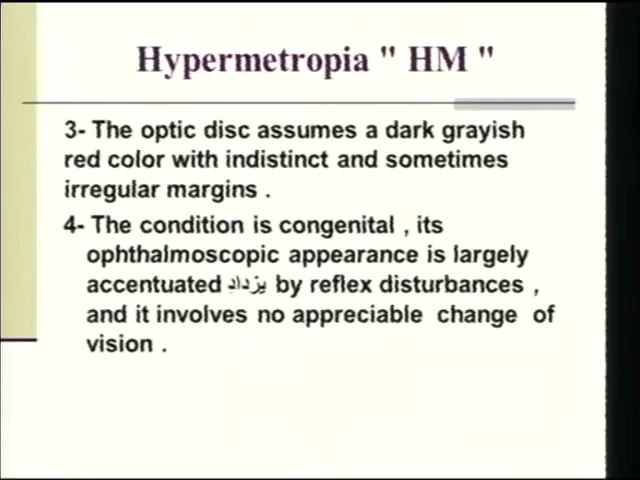 Hypermetropia " HM "
3- The optic disc assumes a dark grayish
red color with indistinct and sometimes
irregular margins .
4- The condition is congenital , its
ophthalmoscopic appearance is largely
accentuated يزداد by reflex disturbances ,
and it involves no appreciable change of
vision .